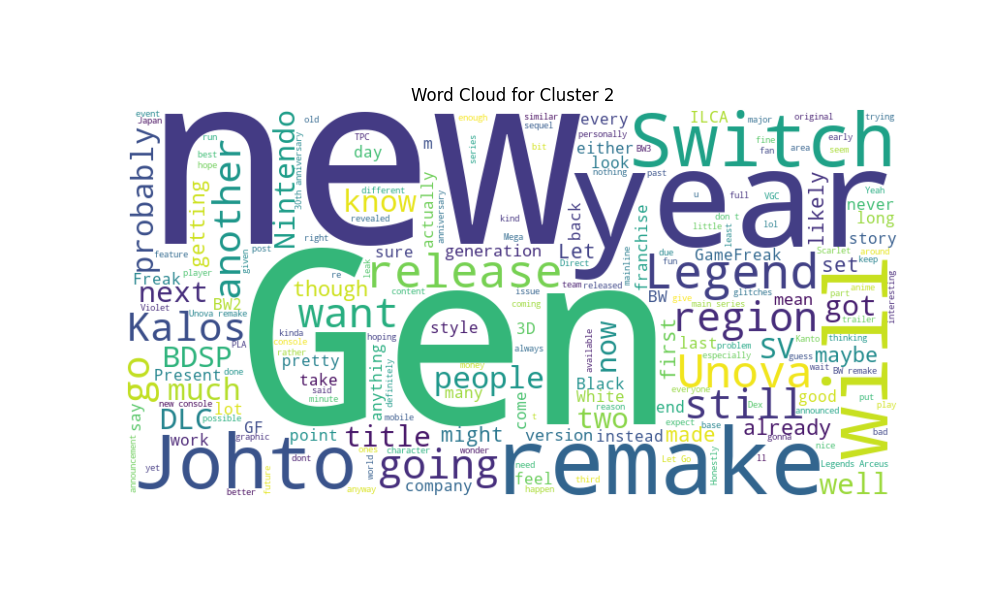 Word Cloud for Cluster 2
event
Japan
new
old
TPC
day
m
enough
similar
sequel
every
personally
ILCA
major
original
trying
Switch
early
fine
fan
area
seem
probably
run
best
hope
another
Nintendo
30th anniversary
know
different
revealed
actually
anniversary
series
bit
either
look
nothing
BW3
past
year
u
full
VGC
lol
likely
Yeah
never
long
getting
feature
post
given
right
sure
kind
Mega
generation
back
Let
Direct
franchise
mainline
due
fun
don t
little
least
GameFreak
story
Scarlet
around
keep
set
Freak
player
next
Violet
BW2
Unova remake
re
leak
though
release
content
team
released
issue
coming
BW
Legend
give
main series
glitches
mean
part
trailer
anime
interesting
got
Kalos
PLA
Gen
want
kinda
console
rather
hoping
style
3D
always
available
now
region
first
last
problem
especially
SV
Kanto
thinking
guess
wait
BW remake
maybe
will
go
BDSP
pretty
Present
done
much
new console
possible
take
said
minute
anything
definitely
money
people
many
mobile
come
Black
White
reason
two
Unova
everyone
end
still
Dex
good
announced
put
play
say
DLC
lot
GF
graphic
work
point
dont
title
ones
character
might
t
version
instead
expect
base
made
already
gonna
nice
bad
announcement
yet
Johto
better
future
world
anyway
going
wonder
company
need
feel
happen
third
remake
Let Go
Honestly
ll
Legends Arceus
well